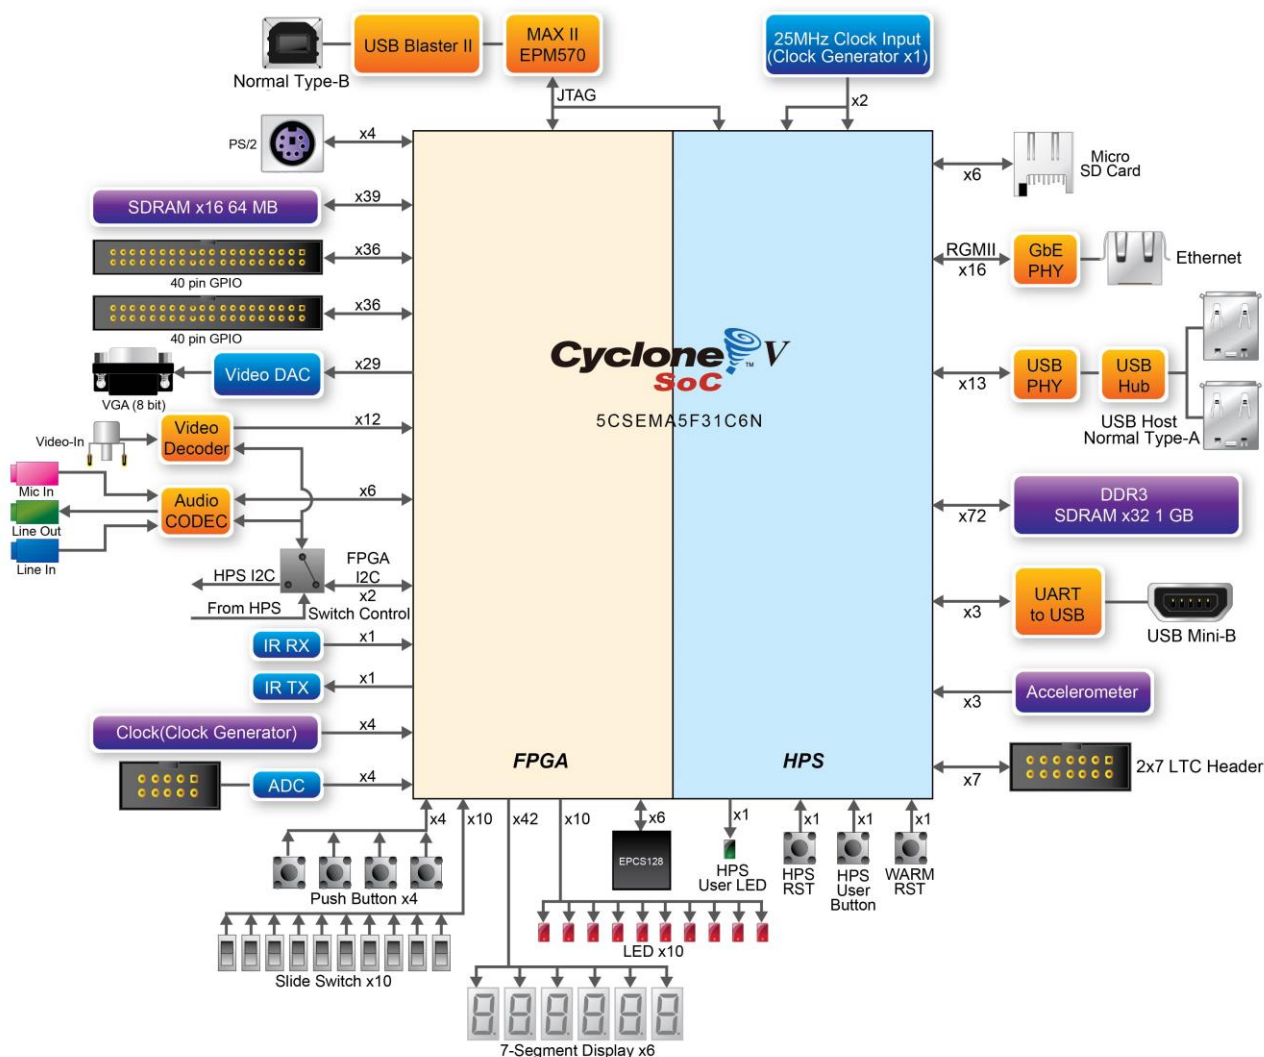 Normal Type-B
USB Blaster II
MAX II
EPM570
JTAG
25MHz Clock Input
(Clock Generator x1)
x2
PS/2
x4
SDRAM x16 64 MB
x39
x36
40 pin GPIO
x36
40 pin GPIO
Video DAC
x29
VGA (8 bit)
Video-In
Video
Decoder
x12
Mic In
Line Out
Line In
Audio
CODEC
x6
HPS I2C
From HPS
FPGA
I2C
x2
Switch Control
IR RX
x1
IR TX
x1
Clock(Clock Generator)
x4
ADC
x4
Cyclone V
TM
SoC
5CSEMA5F31C6N
FPGA
HPS
x6
Micro
SD Card
RGMII
x16
GbE
PHY
Ethernet
x13
USB
PHY
USB
Hub
USB Host
Normal Type-A
x72
DDR3
SDRAM x32 1 GB
x3
UART
to USB
USB Mini-B
x3
Accelerometer
x7
2x7 LTC Header
x4
Push Button x4
x10
Slide Switch x10
x42
7-Segment Display x6
x10
LED x10
x6
EPCS128
x1
HPS
User LED
x1
HPS
RST
x1
HPS
User
Button
x1
WARM
RST